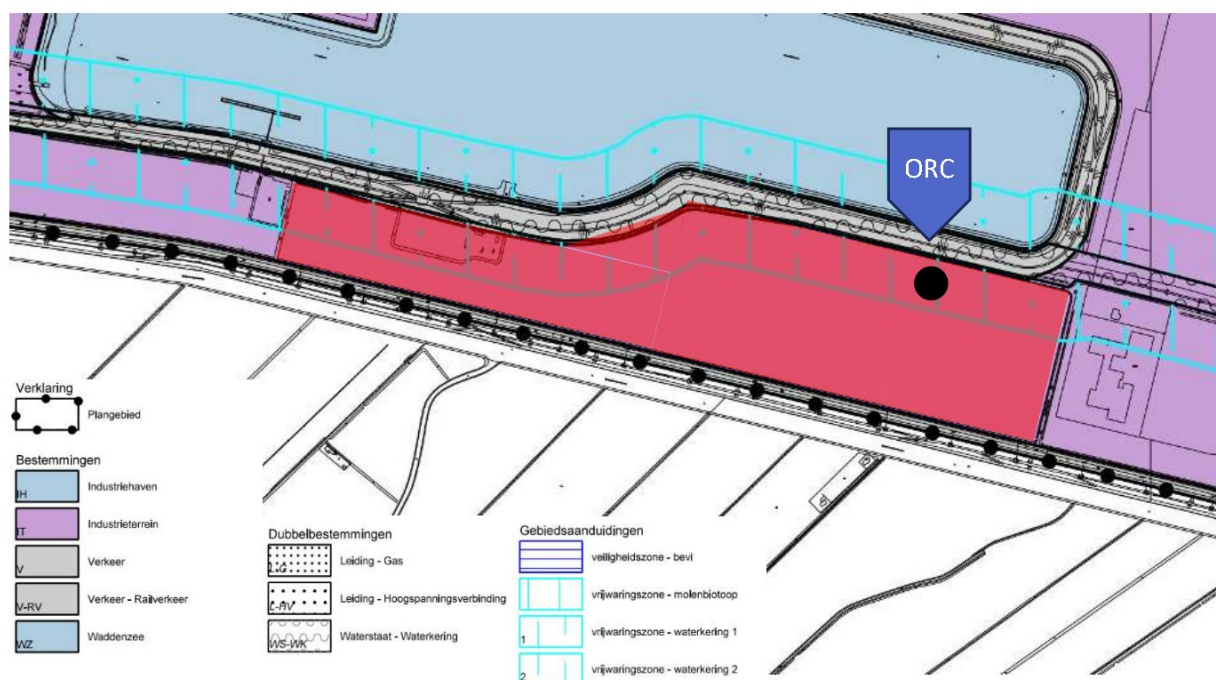 ORC
Verklaring
Plangebied
Bestemmingen
IH Industriehaven
IT Industrieterrein
V Verkeer
V-RV Verkeer - Railverkeer
WZ Waddenzee
Dubbelbestemmingen
L-G Leiding - Gas
L-HV Leiding - Hoogspanningsverbinding
WS-WK Waterstaat - Waterkering
Gebiedsaanduidingen
veiligheidszone - bevi
vrijwaringszone - molenbiotoop
1 vrijwaringszone - waterkering 1
2 vrijwaringszone - waterkering 2